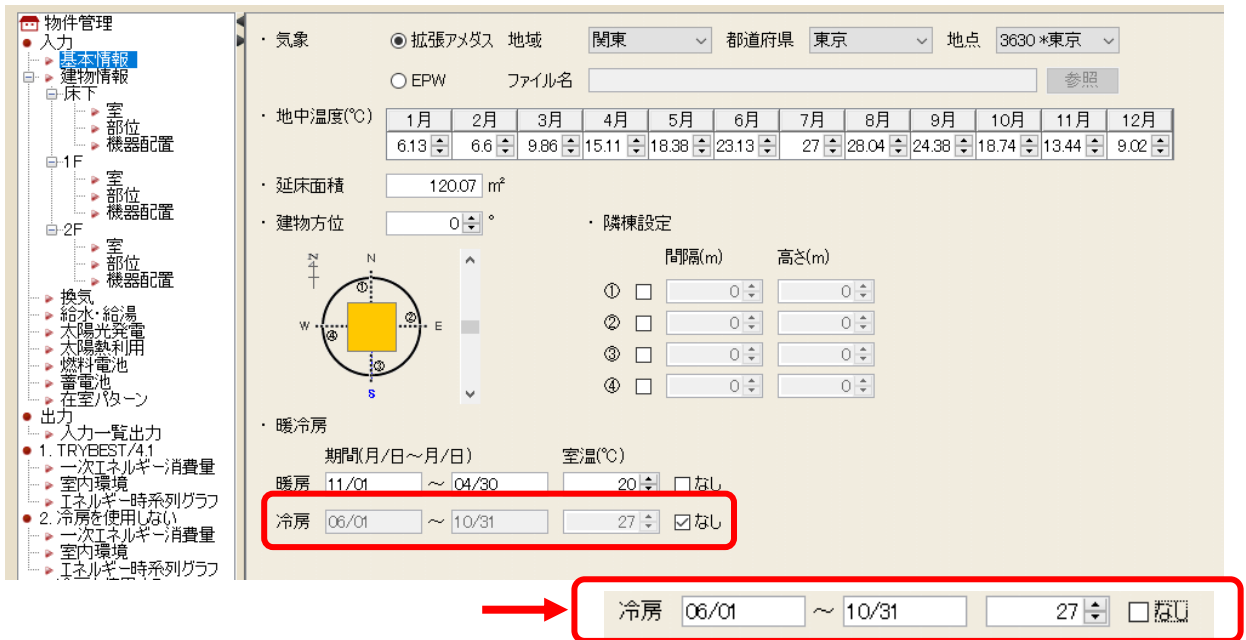 物件管理
入力
基本情報
建物情報
床下
室
部位
機器配置
1F
室
部位
機器配置
2F
室
部位
機器配置
換気
給水・給湯
太陽光発電
太陽熱利用
燃料電池
蓄電池
在室パターン
出力
入力一覧出力
1. TRYBEST/4.1
一次エネルギー消費量
室内環境
エネルギー時系列グラフ
2. 冷房を使用しない
一次エネルギー消費量
室内環境
エネルギー時系列グラフ
・ 気象 拡張アメダス 地域 関東 都道府県 東京 地点 3630 *東京
EPW ファイル名 参照
・ 地中温度(℃) 1月 2月 3月 4月 5月 6月 7月 8月 9月 10月 11月 12月
6.13 6.6 9.86 15.11 18.38 23.13 27 28.04 24.38 18.74 13.44 9.02
・ 延床面積 120.07 ㎡
・ 建物方位 0 °
・ 隣棟設定
間隔(m) 高さ(m)
① 0 0
② 0 0
③ 0 0
④ 0 0
N
N
① 
W ④ ② E
③
S
・ 暖冷房
期間(月/日～月/日) 室温(℃)
暖房 11/01 ～ 04/30 20 なし
冷房 06/01 ～ 10/31 27 なし
冷房 06/01 ～ 10/31 27 なし